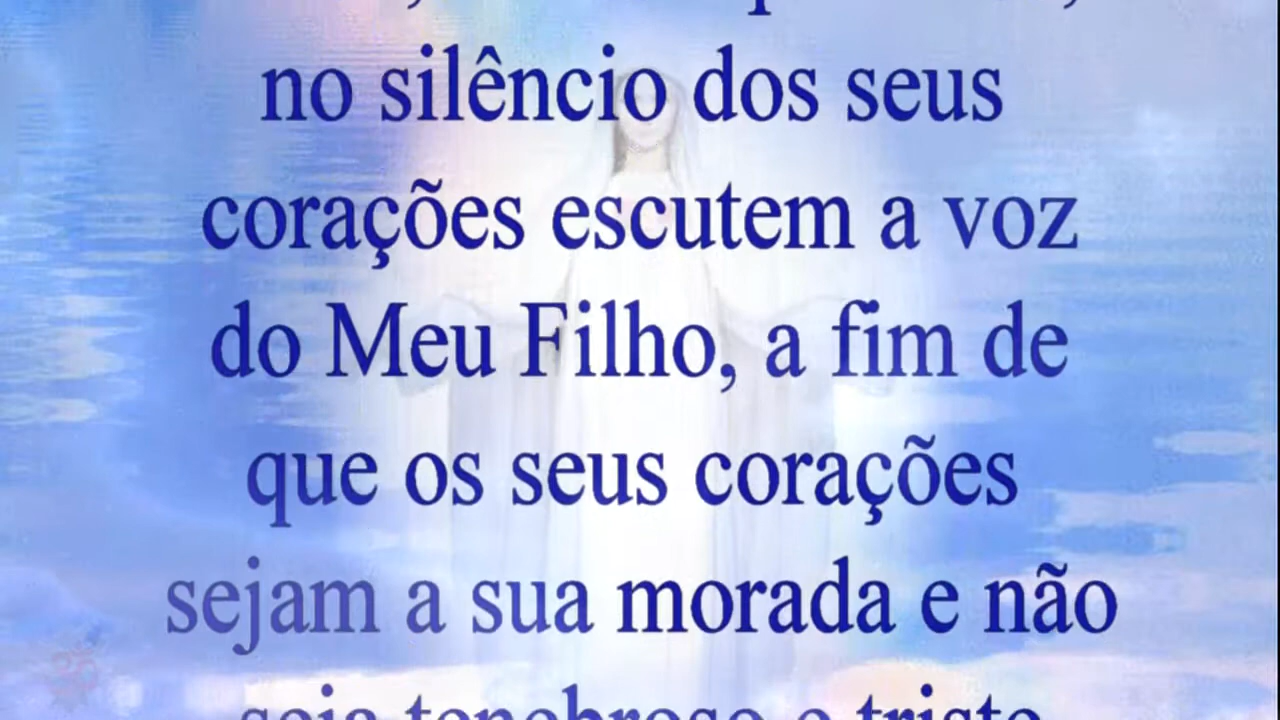 no silêncio dos seus
corações escutem a voz
do Meu Filho, a fim de
que os seus corações
sejam a sua morada e não
seja tenebroso e triste